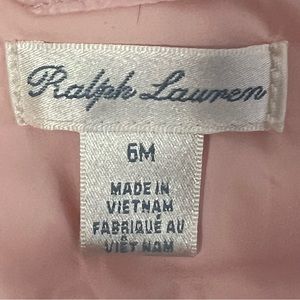 Ralph Lauren
6M
MADE IN
VIETNAM
FABRIQUÉ AU
VIÊT NAM